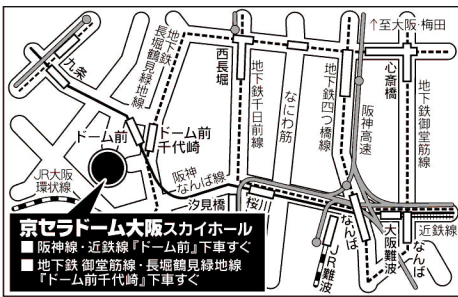 ↑至大阪・梅田
九条
地下鉄長堀鶴見緑地線
西長堀
地下鉄千日前線
なにわ筋
地下鉄四つ橋線
阪神高速
心斎橋
地下鉄御堂筋線
ドーム前
ドーム前千代崎
JR大阪環状線
阪神なんば線
汐見橋
桜川
JR難波
なんば
大阪難波
なんば
近鉄線
京セラドーム大阪スカイホール
■ 阪神線・近鉄線『ドーム前』下車すぐ
■ 地下鉄 御堂筋線・長堀鶴見緑地線
『ドーム前千代崎』下車すぐ